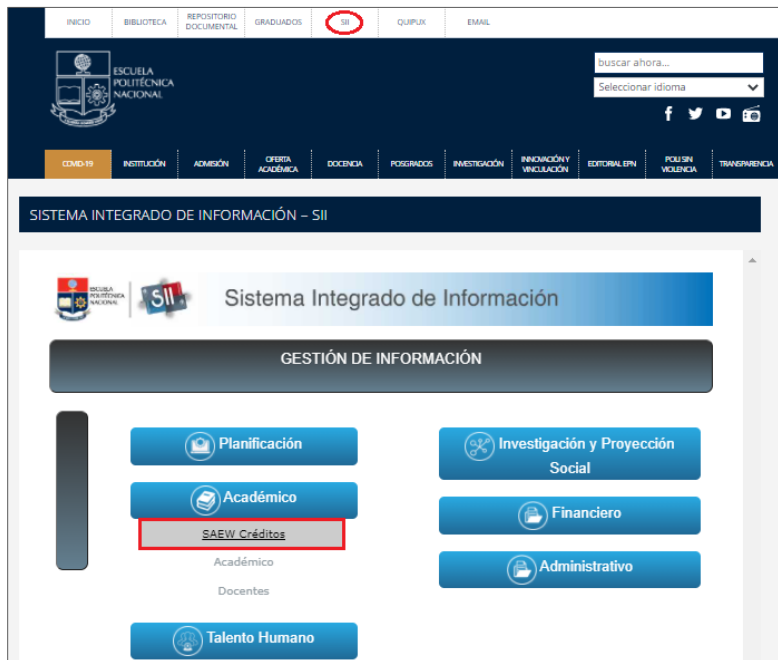 INICIO
BIBLIOTECA
REPOSITORIO
DOCUMENTAL
GRADUADOS
SII
QUIPUX
EMAIL
ESCUELA
POLITÉCNICA
NACIONAL
buscar ahora...
Seleccionar idioma
COVID-19
INSTITUCIÓN
ADMISIÓN
OFERTA
ACADÉMICA
DOCENCIA
POSGRADOS
INVESTIGACIÓN
INNOVACIÓN Y
VINCULACIÓN
EDITORIAL EPN
POLI SIN
VIOLENCIA
TRANSPARENCIA
SISTEMA INTEGRADO DE INFORMACIÓN – SII
ESCUELA
POLITÉCNICA
NACIONAL
SII
Sistema Integrado de Información
GESTIÓN DE INFORMACIÓN
Planificación
Investigación y Proyección
Social
Académico
SAEW Créditos
Académico
Docentes
Financiero
Administrativo
Talento Humano